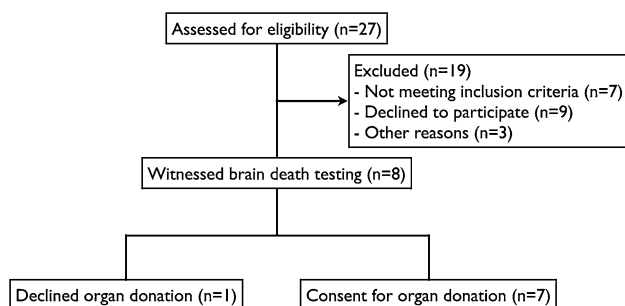 Assessed for eligibility (n=27)
Excluded (n=19)
- Not meeting inclusion criteria (n=7)
- Declined to participate (n=9)
- Other reasons (n=3)
Witnessed brain death testing (n=8)
Declined organ donation (n=1)
Consent for organ donation (n=7)